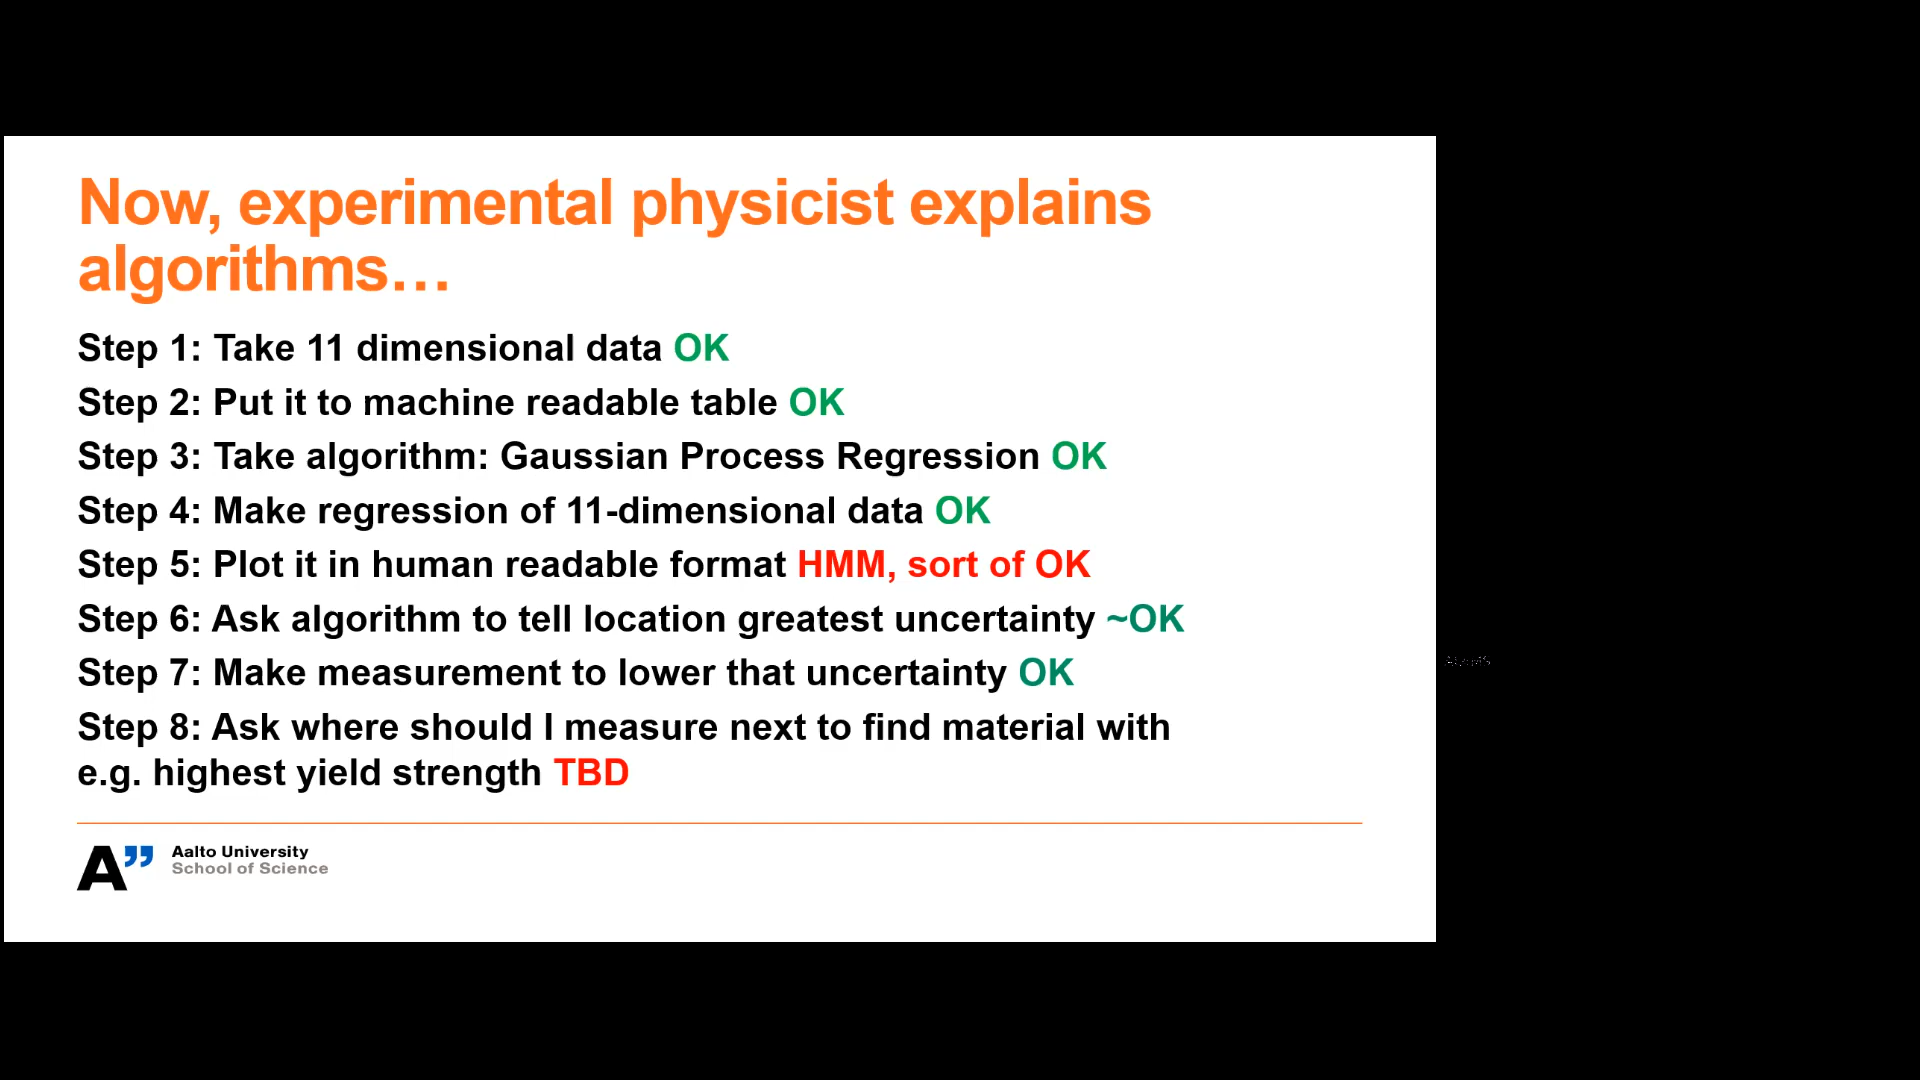 Now, experimental physicist explains
algorithms...
Step 1: Take 11 dimensional data OK
Step 2: Put it to machine readable table OK
Step 3: Take algorithm: Gaussian Process Regression OK
Step 4: Make regression of 11-dimensional data OK
Step 5: Plot it in human readable format HMM, sort of OK
Step 6: Ask algorithm to tell location greatest uncertainty ~OK
Step 7: Make measurement to lower that uncertainty OK
Step 8: Ask where should I measure next to find material with
e.g. highest yield strength TBD
A”
Aalto University
School of Science